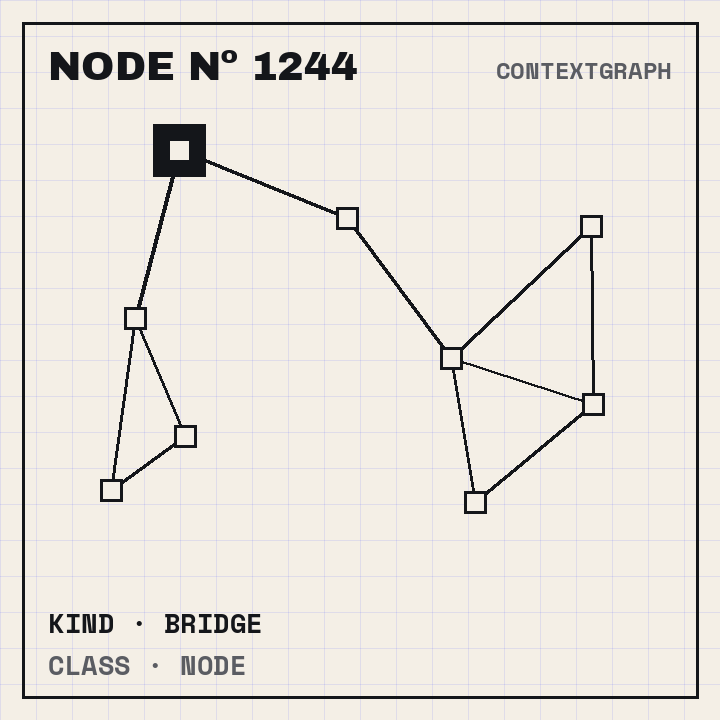 NODE Nº 1244
CONTEXTGRAPH
KIND · BRIDGE
CLASS · NODE